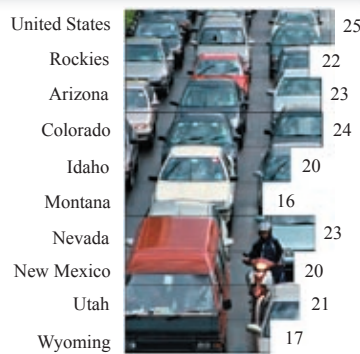 United States 25
Rockies 22
Arizona 23
Colorado 24
Idaho 20
Montana 16
Nevada 23
New Mexico 20
Utah 21
Wyoming 17